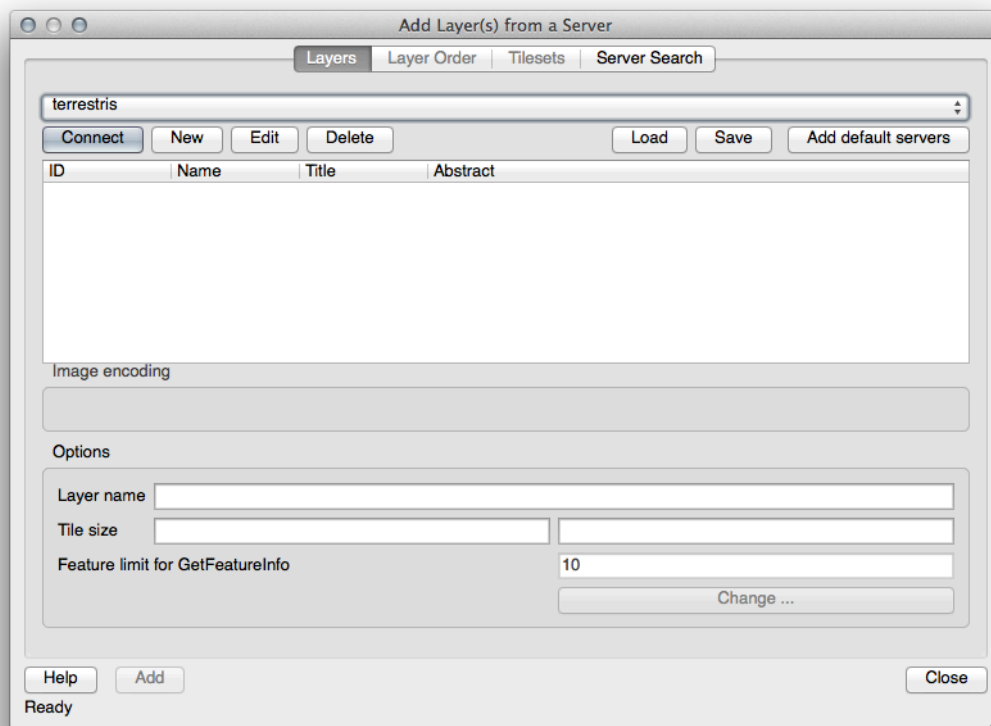 Add Layer(s) from a Server
Layers Layer Order Tilesets Server Search
terrestris
Connect New Edit Delete Load Save Add default servers
ID Name Title Abstract
Image encoding
Options
Layer name
Tile size
Feature limit for GetFeatureInfo 10
Change ...
Help Add Close
Ready